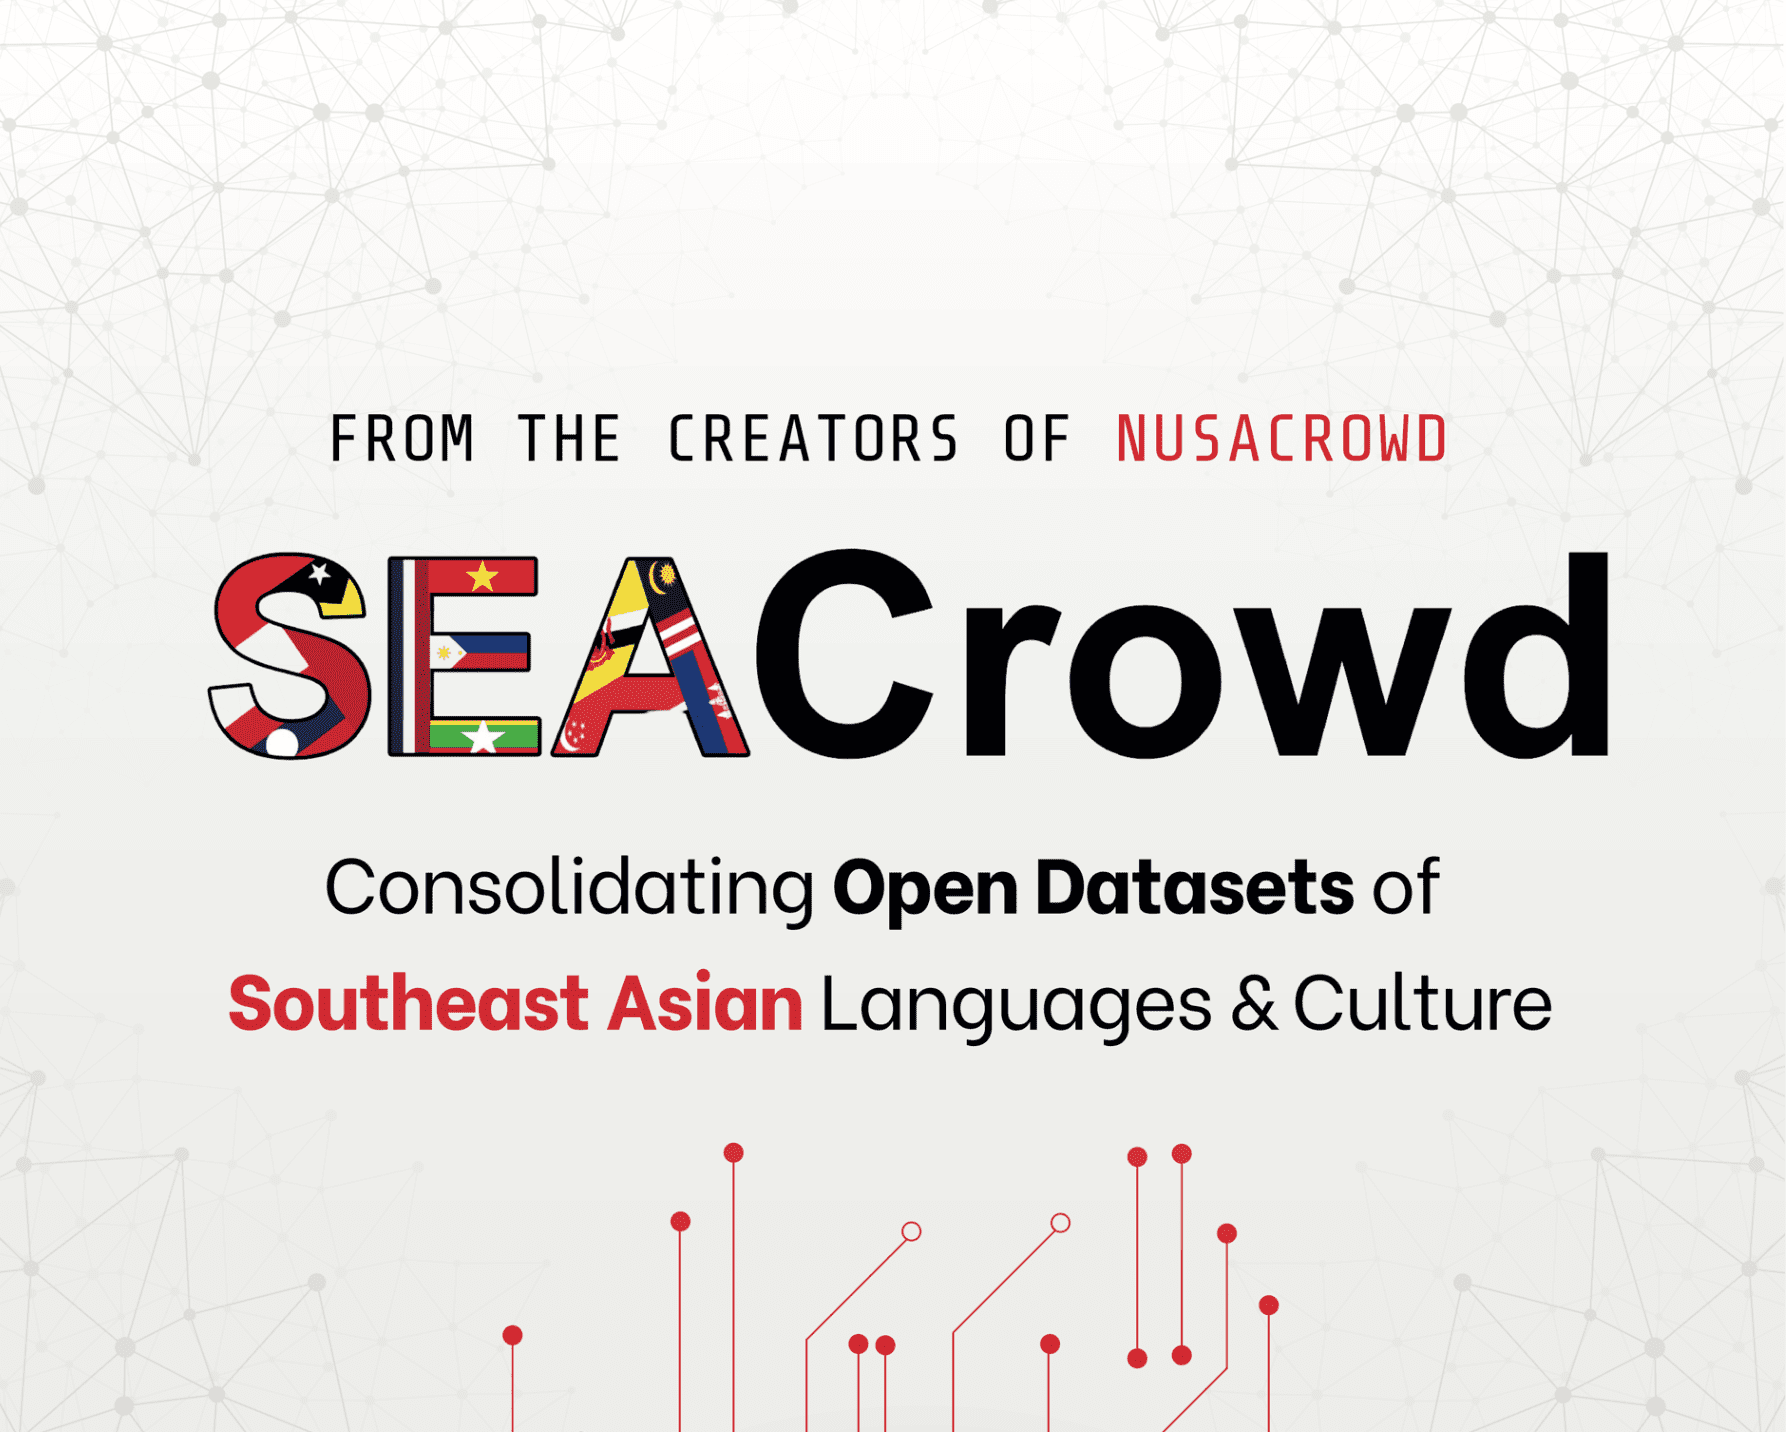 FROM THE CREATORS OF NUSACROWD
SEACrowd
Consolidating Open Datasets of
Southeast Asian Languages & Culture